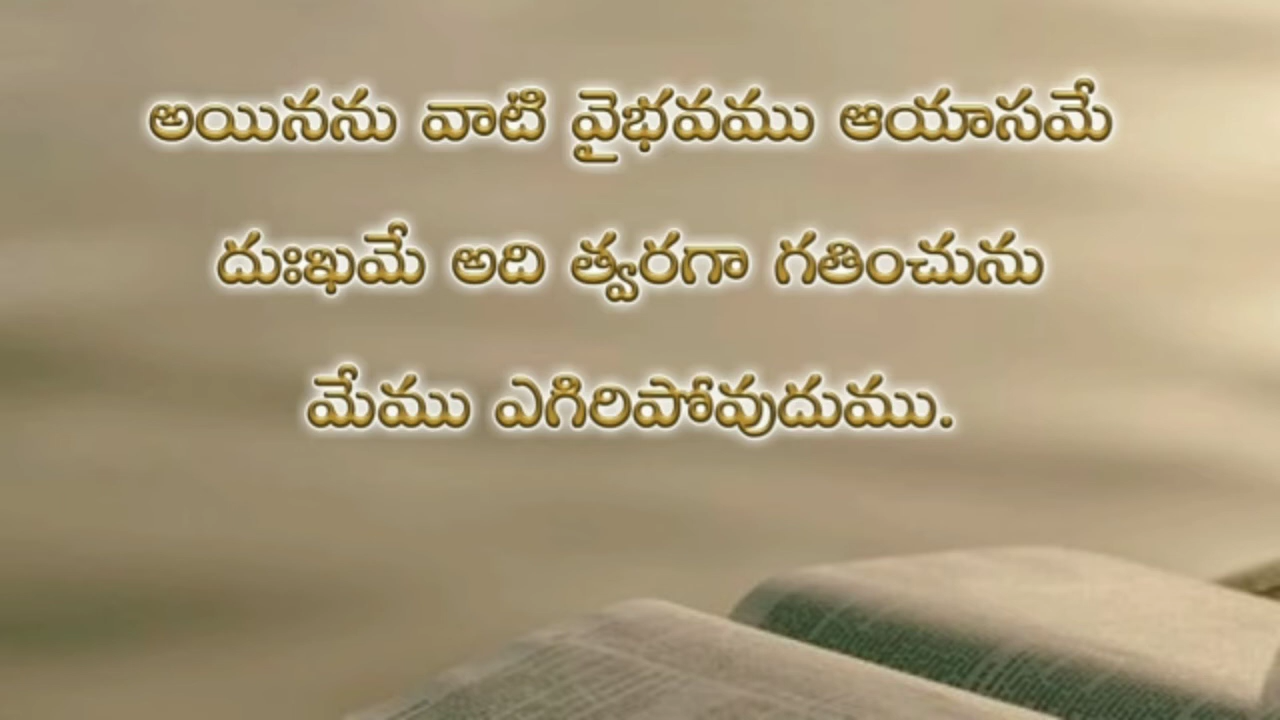 అయినను వాటి వైభవము ఆయాసమే
దుఃఖమే అది త్వరగా గతించును
మేము ఎగిరిపోవుదుము.